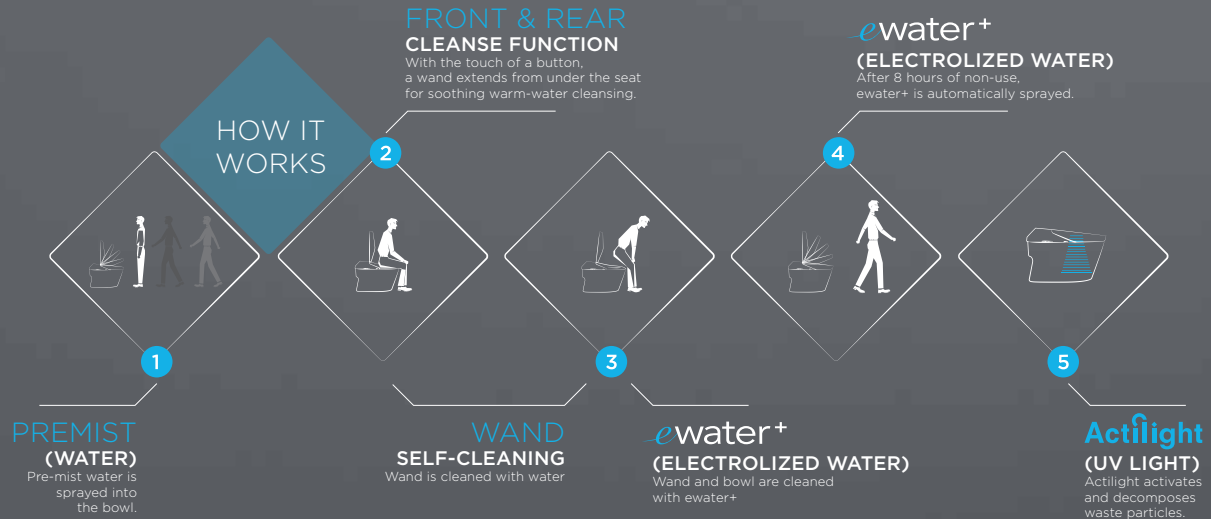 HOW IT
WORKS
1
PREMIST
(WATER)
Pre-mist water is
sprayed into
the bowl.
2
FRONT & REAR
CLEANSE FUNCTION
With the touch of a button,
a wand extends from under the seat
for soothing warm-water cleansing.
3
WAND
SELF-CLEANING
Wand is cleaned with water
ewater+
(ELECTROLIZED WATER)
Wand and bowl are cleaned
with ewater+
4
ewater+
(ELECTROLIZED WATER)
After 8 hours of non-use,
ewater+ is automatically sprayed.
5
Actilight
(UV LIGHT)
Actilight activates
and decomposes
waste particles.